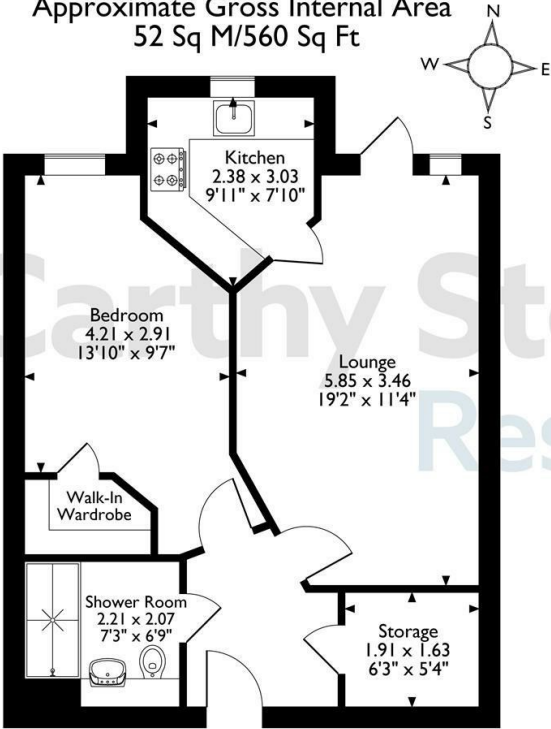 Approximate Gross Internal Area
52 Sq M/560 Sq Ft
N
W
E
S
Kitchen
2.38 x 3.03
9'11" x 7'10"
Bedroom
4.21 x 2.91
13'10" x 9'7"
Carthy Sto
Lounge
5.85 x 3.46
19'2" x 11'4"
Res
Walk-In
Wardrobe
Shower Room
2.21 x 2.07
7'3" x 6'9"
Storage
1.91 x 1.63
6'3" x 5'4"